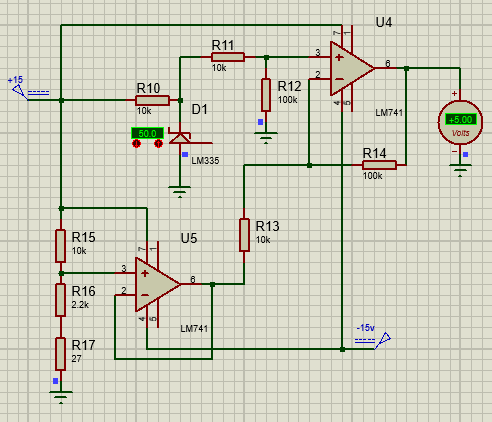 U4
+15
R11
10k
7
1
3
6
2
4
5
LM741
R10
10k
D1
R12
100k
50.0
LM335
+5.00
Volts
+
−
R14
100k
R13
10k
R15
10k
U5
7
1
3
6
2
4
5
LM741
R16
2.2k
R17
27
-15v